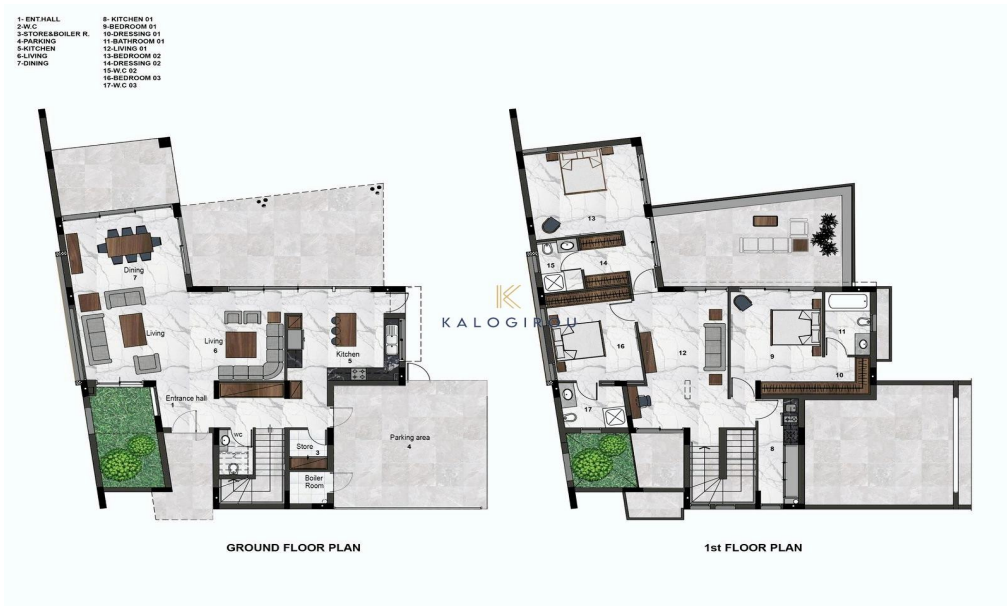 1- ENT.HALL
2-W.C
3-STORE&BOILER R.
4-PARKING
5-KITCHEN
6-LIVING
7-DINING
8- KITCHEN 01
9-BEDROOM 01
10-DRESSING 01
11-BATHROOM 01
12-LIVING 01
13-BEDROOM 02
14-DRESSING 02
15-W.C 02
16-BEDROOM 03
17-W.C 03
Dining
7
Living
Living
6
Kitchen
5
Entrance hall
1
wc
2
Store
3
Boiler
Room
Parking area
4
GROUND FLOOR PLAN
K
KALOGIROU
13
15
14
16
12
9
11
10
17
8
1st FLOOR PLAN